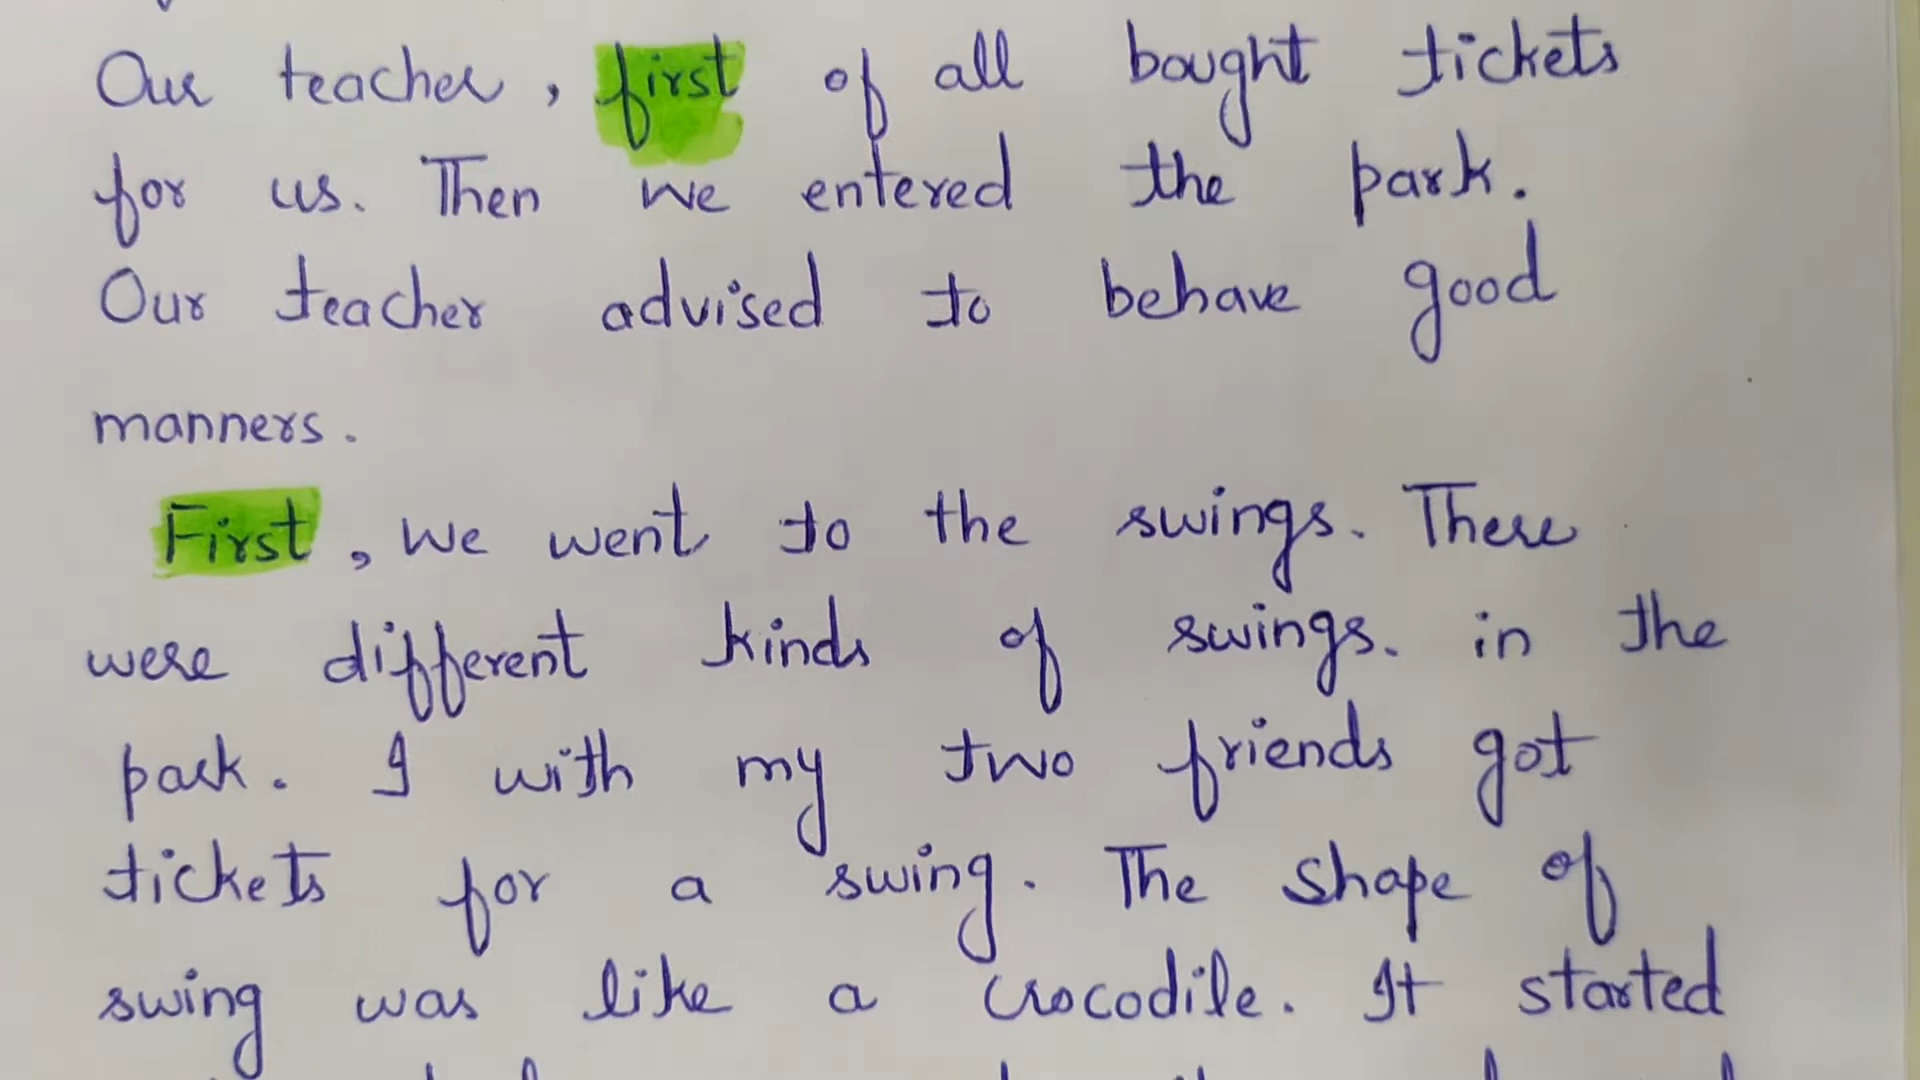 Our teacher, first of all bought tickets
for us. Then we entered the park.
Our teacher advised to behave good
manners.
First, we went to the swings. There
were different kinds of swings. in the
park. I with my two friends got
tickets for a swing. The shape of
swing was like a crocodile. It started